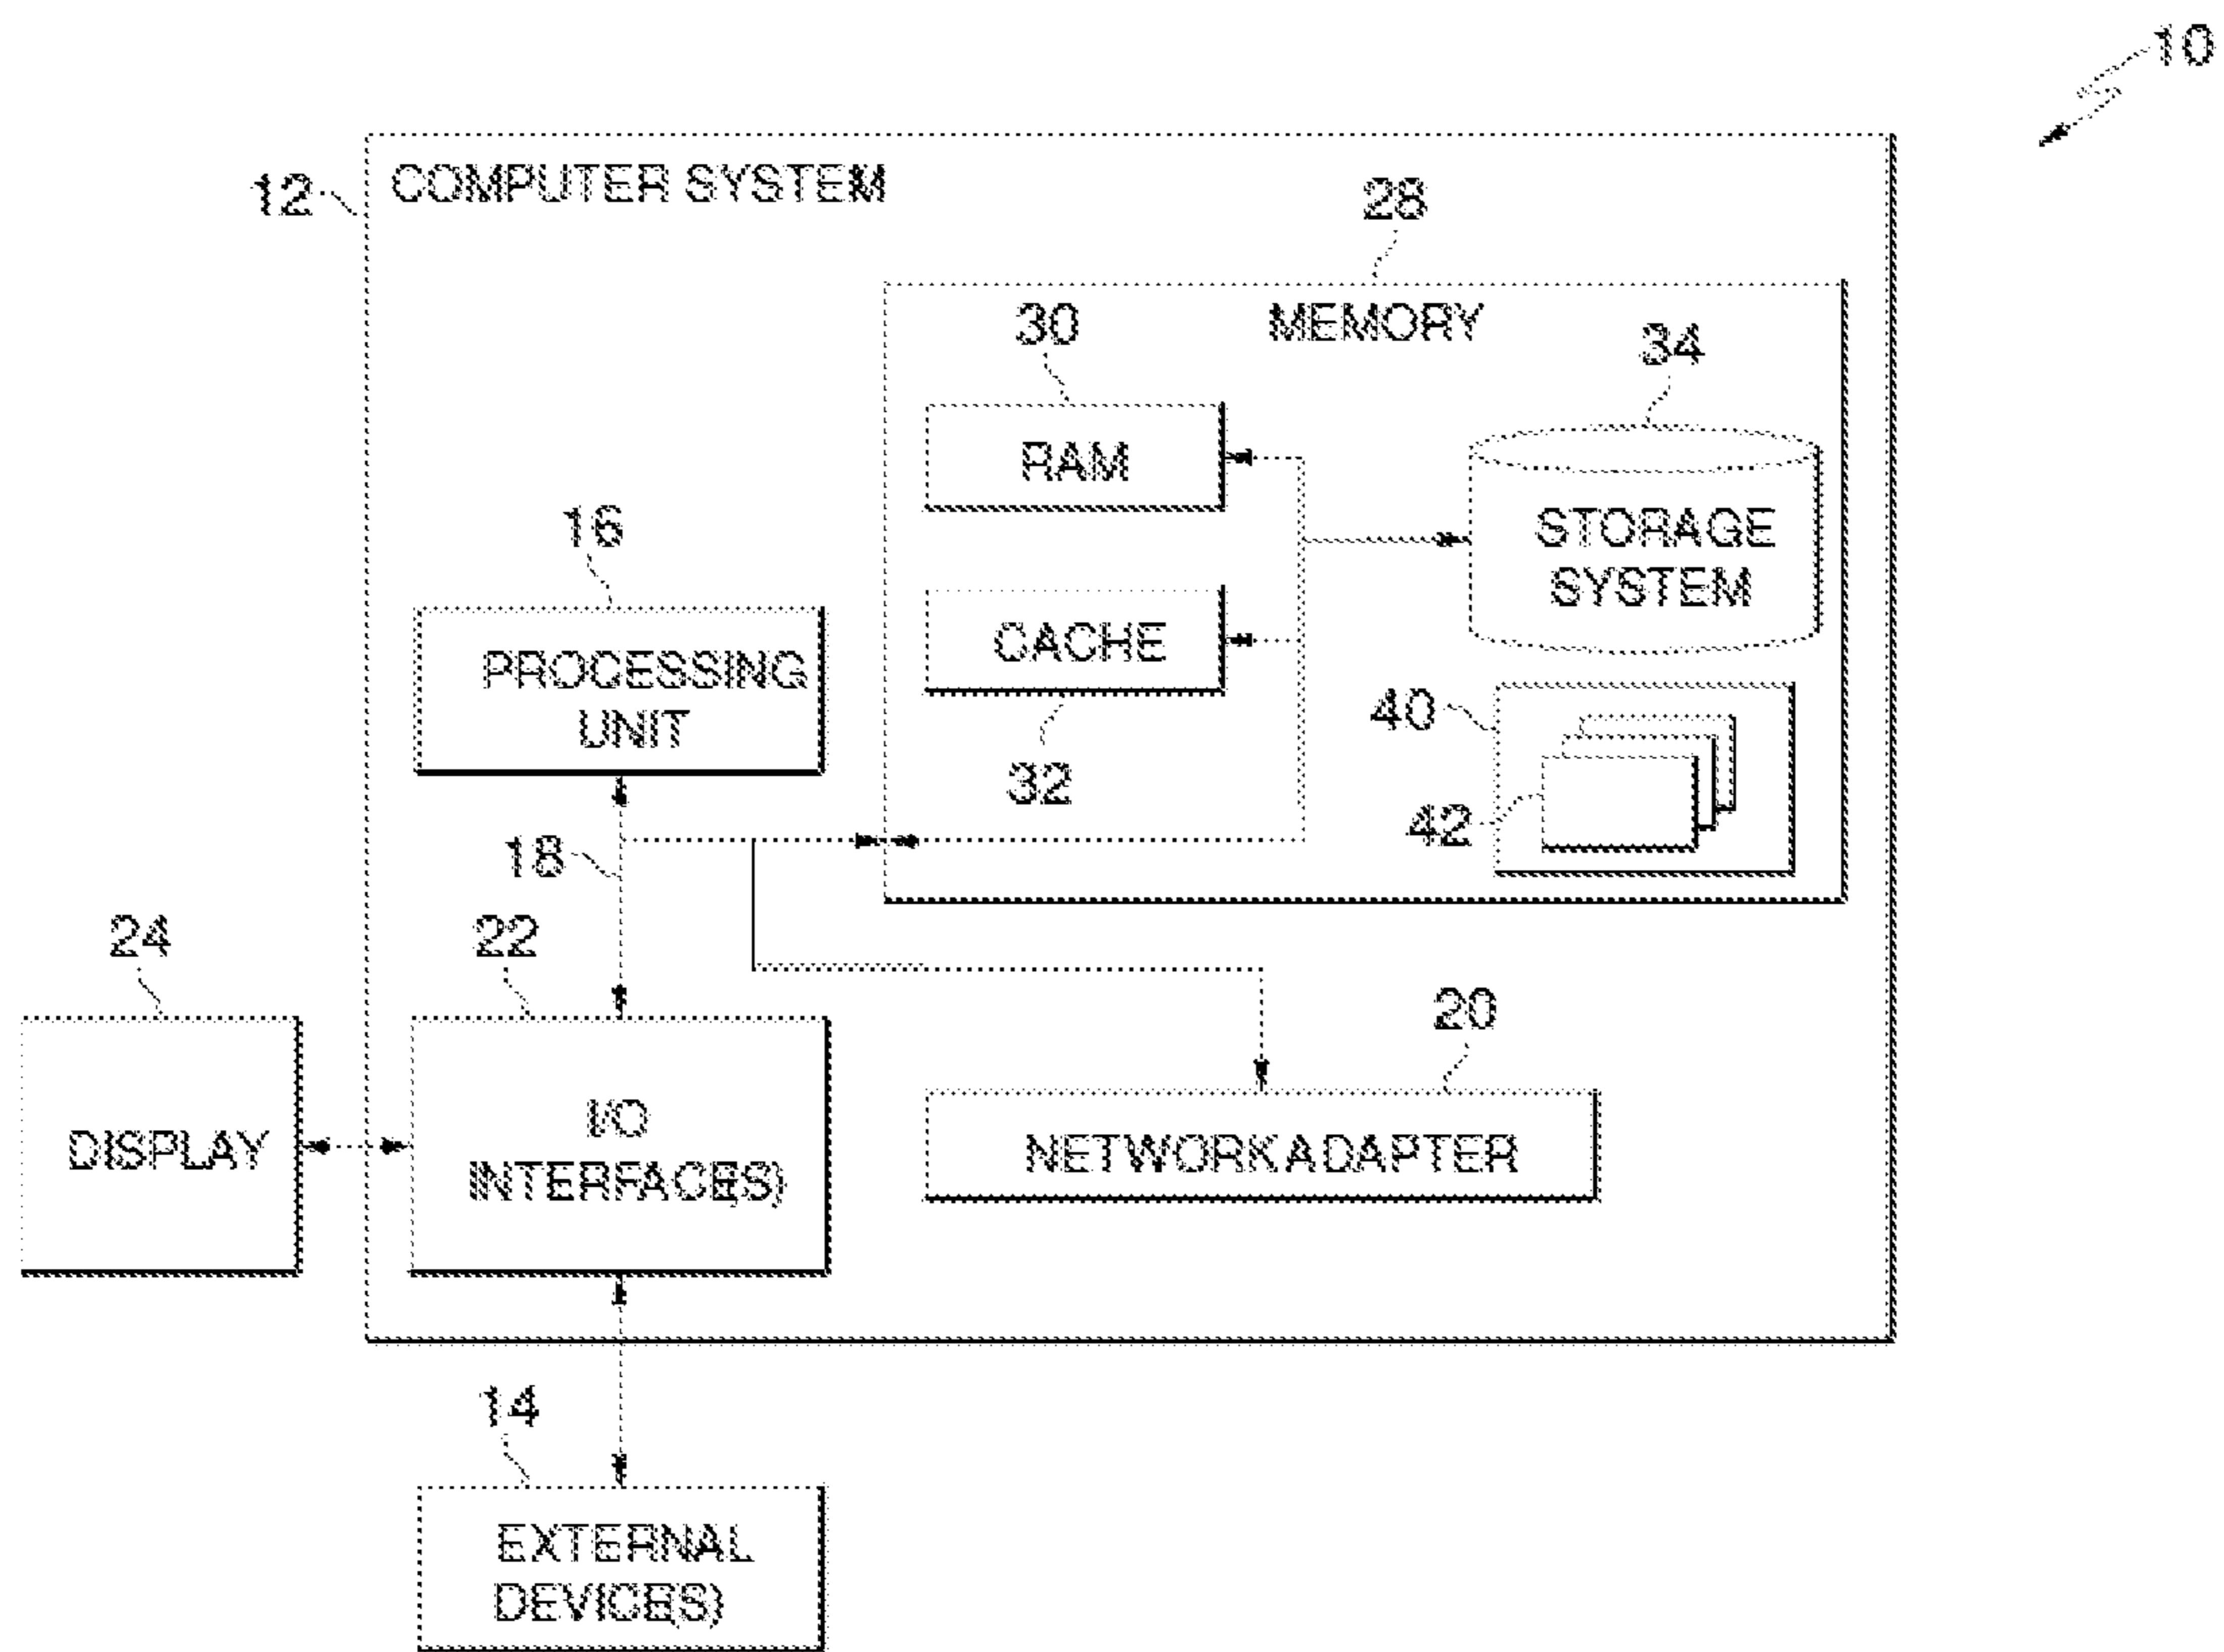 10
12
COMPUTER SYSTEM
28
MEMORY
30
34
RAM
STORAGE
SYSTEM
16
PROCESSING
UNIT
CACHE
32
40
42
18
24
22
20
DISPLAY
I/O
INTERFACE(S)
NETWORK ADAPTER
14
EXTERNAL
DEVICE(S)